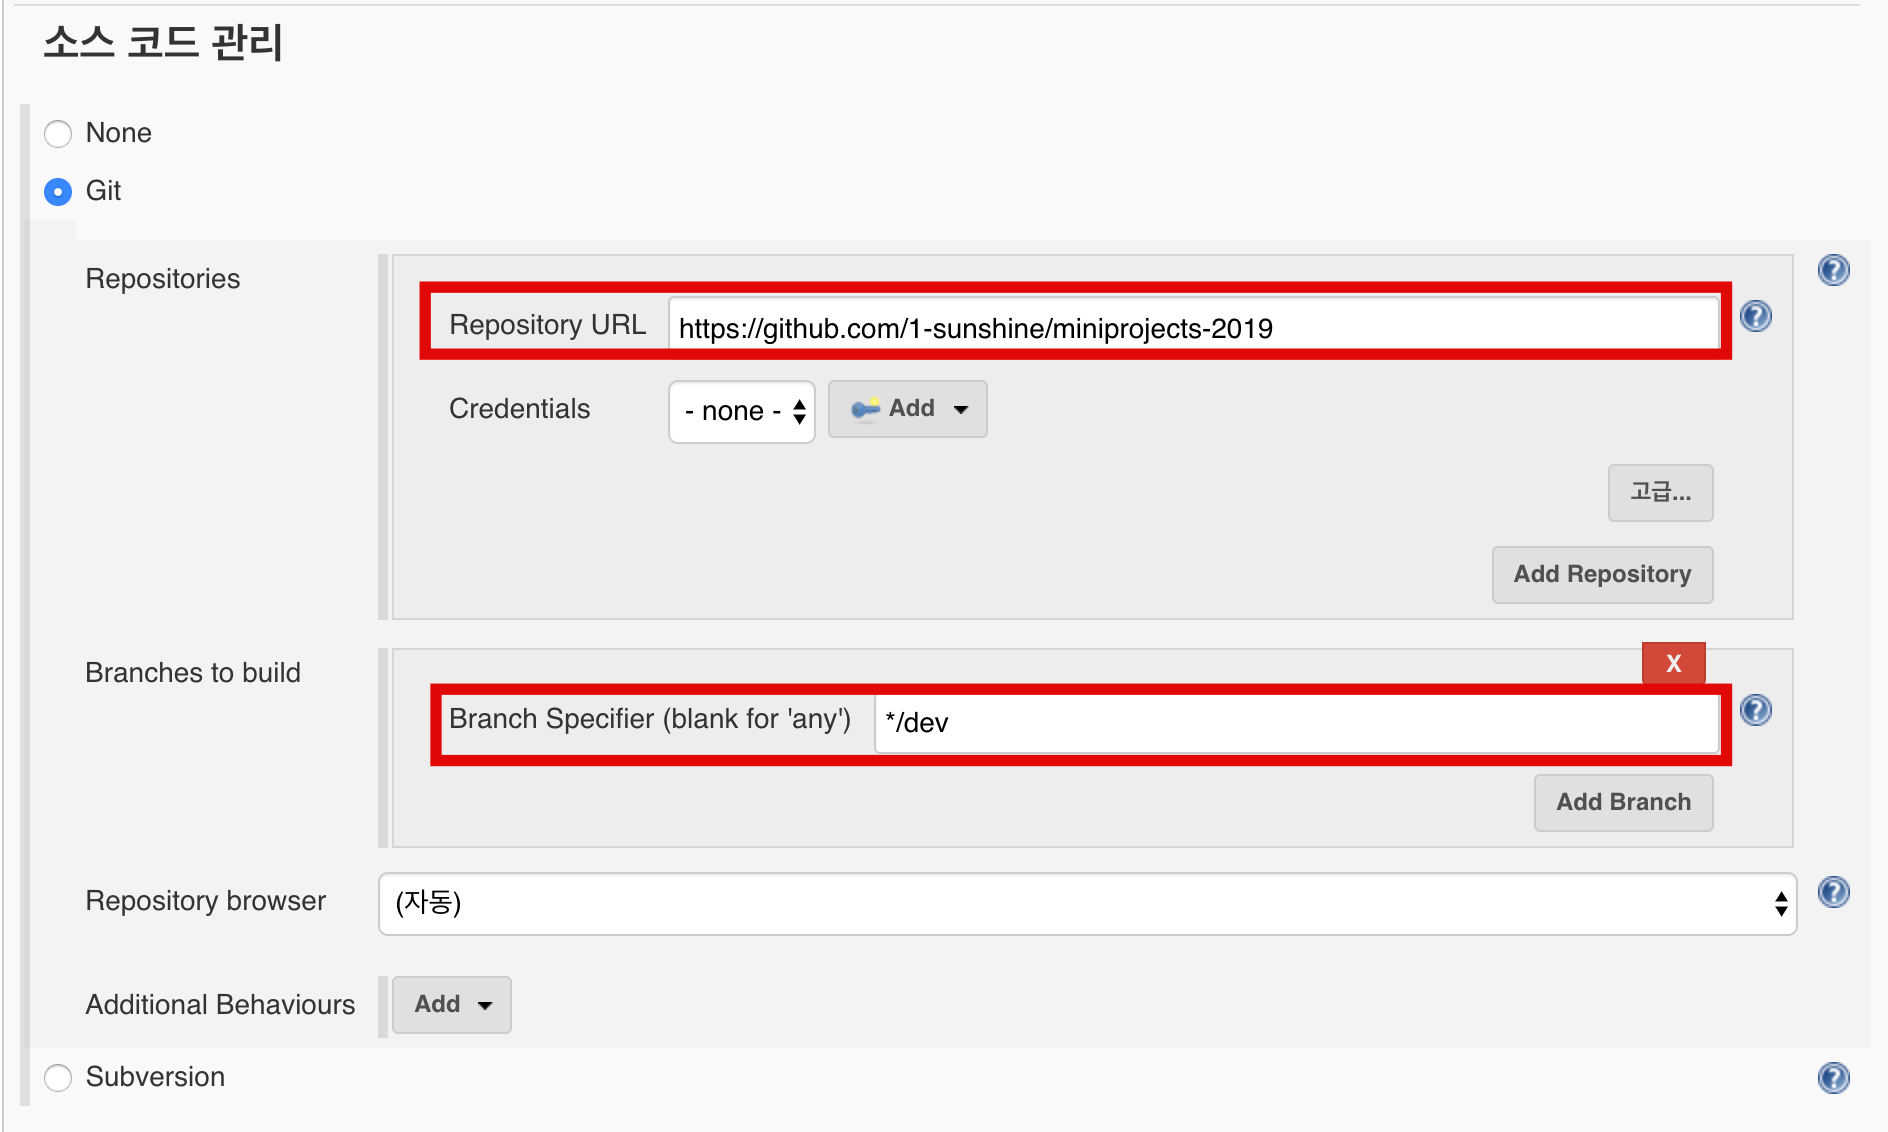 소스 코드 관리
None
Git
Repositories
Repository URL https://github.com/1-sunshine/miniprojects-2019
Credentials - none - Add
고급...
Add Repository
Branches to build
X
Branch Specifier (blank for 'any') */dev
Add Branch
Repository browser (자동)
Additional Behaviours Add
Subversion